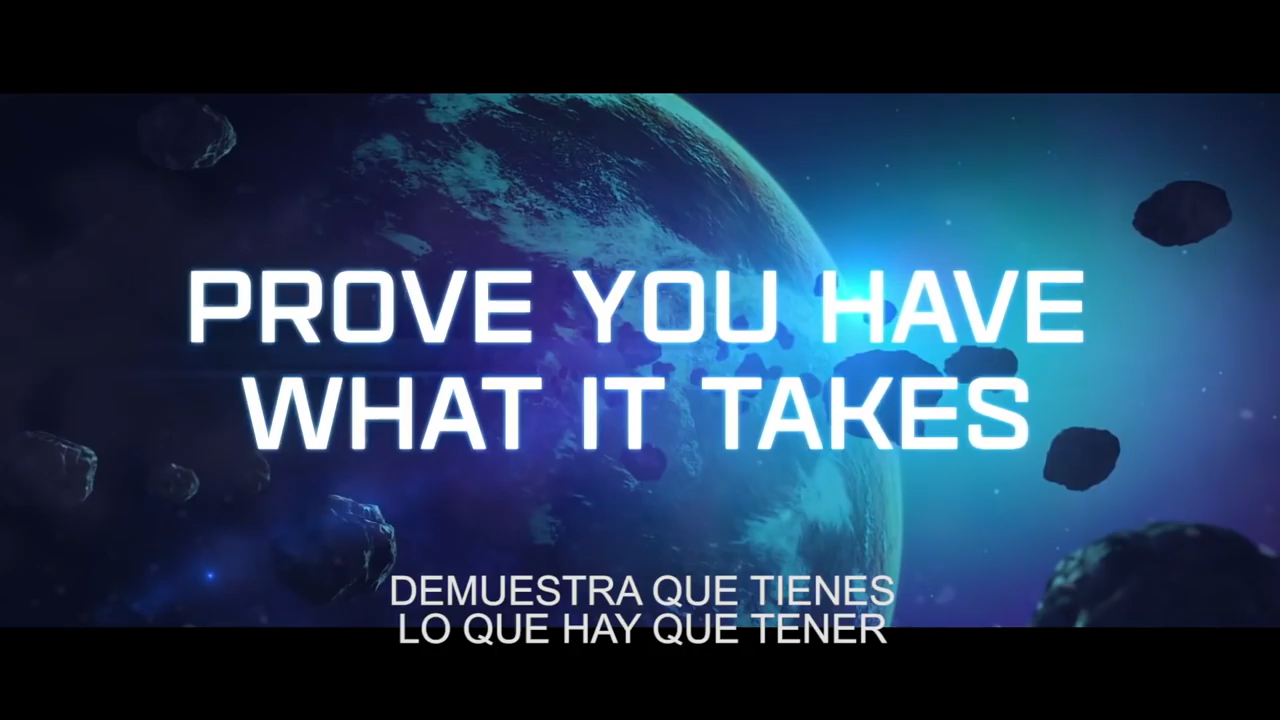 PROVE YOU HAVE
WHAT IT TAKES
DEMUESTRA QUE TIENES
LO QUE HAY QUE TENER